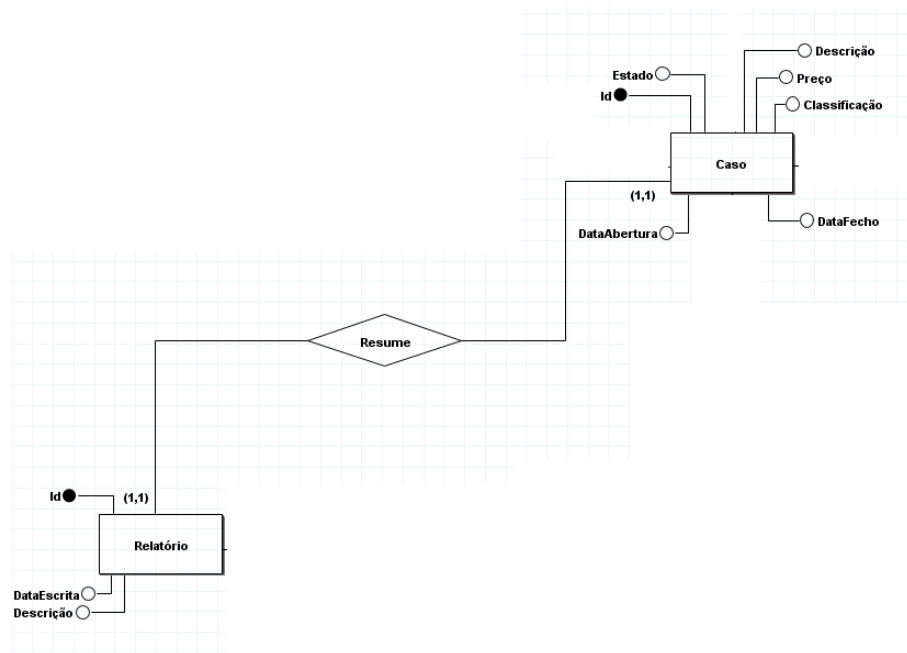 Descrição
Estado
Preço
Id
Classificação
Caso
(1,1)
DataFecho
DataAbertura
Resume
Id
(1,1)
Relatório
DataEscrita
Descrição